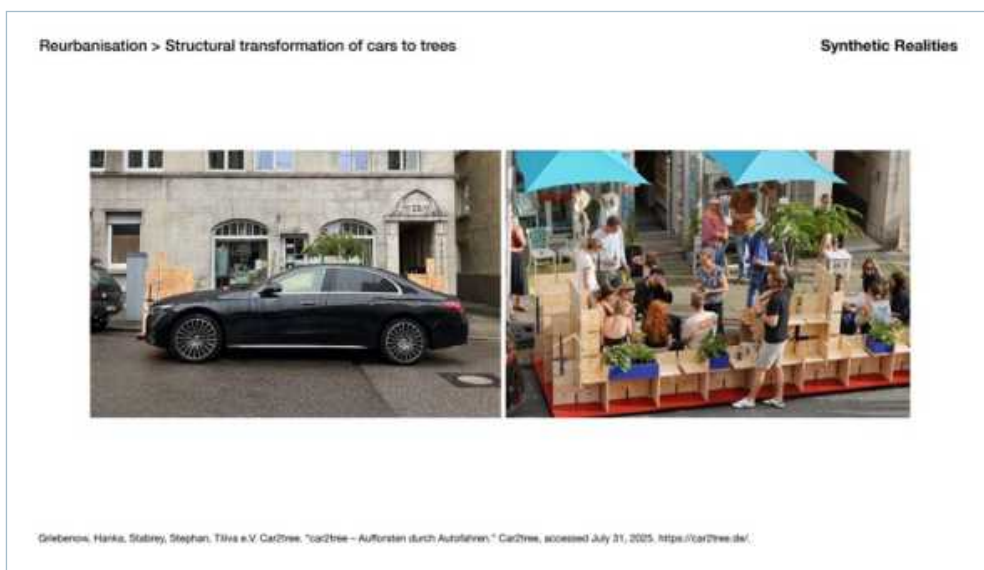 Reurbanisation > Structural transformation of cars to trees
Synthetic Realities
Griebenow, Hanka, Stabrey, Stephan, Tiliva e.V. Car2tree. "car2tree – Aufforsten durch Autofahren." Car2tree, accessed July 31, 2025. https://car2tree.de/.